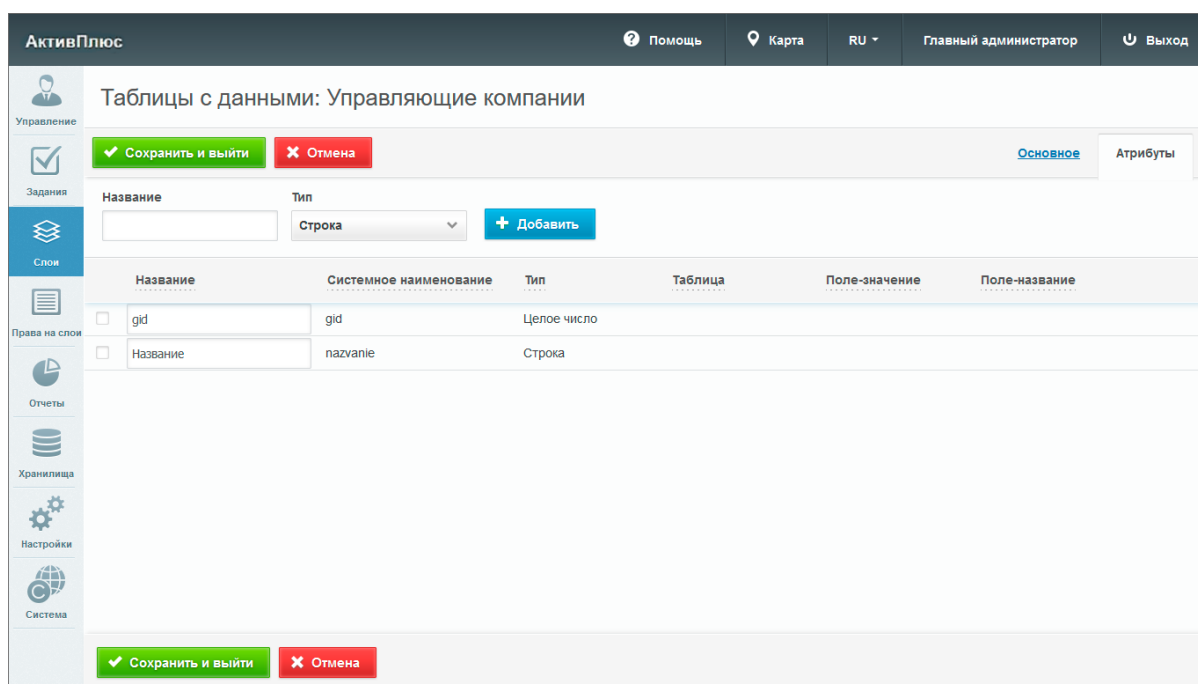 АктивПлюс
Помощь Карта RU Главный администратор Выход
Управление
Задания
Слои
Права на слои
Отчеты
Хранилища
Настройки
Система
Таблицы с данными: Управляющие компании
Сохранить и выйти Отмена Основное Атрибуты
Название Тип
Строка Добавить
Название Системное наименование Тип Таблица Поле-значение Поле-название
gid gid Целое число
Название nazvanie Строка
Сохранить и выйти Отмена